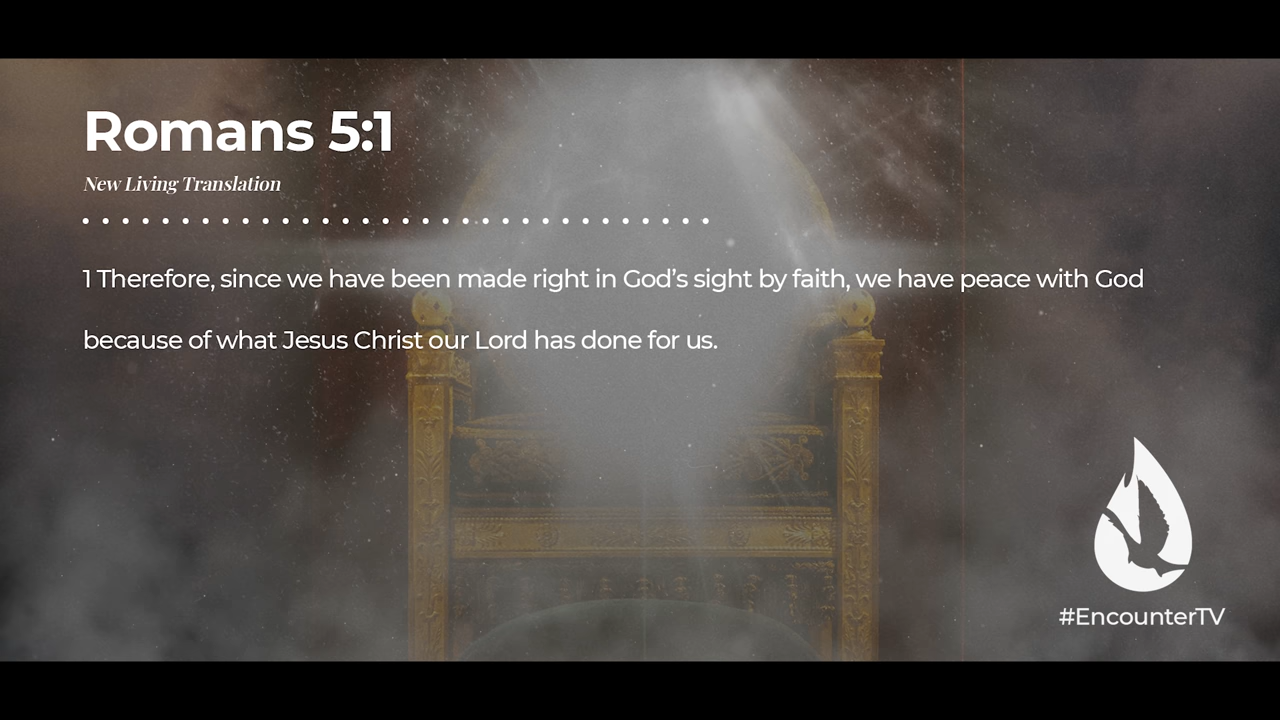 Romans 5:1
New Living Translation
1 Therefore, since we have been made right in God’s sight by faith, we have peace with God
because of what Jesus Christ our Lord has done for us.
#EncounterTV